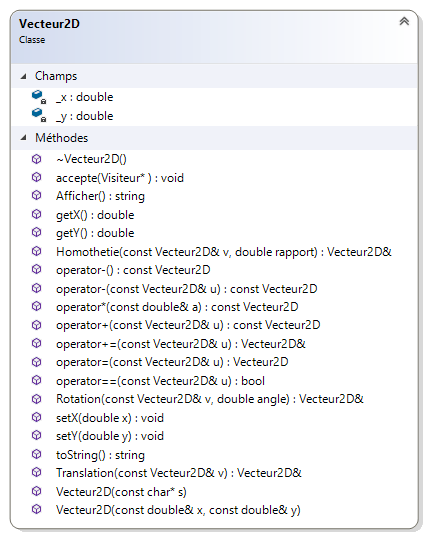 Vecteur2D
Classe
Champs
_x : double
_y : double
Méthodes
~Vecteur2D()
accepte(Visiteur* ) : void
Afficher() : string
getX() : double
getY() : double
Homothetie(const Vecteur2D& v, double rapport) : Vecteur2D&
operator-() : const Vecteur2D
operator-(const Vecteur2D& u) : const Vecteur2D
operator*(const double& a) : const Vecteur2D
operator+(const Vecteur2D& u) : const Vecteur2D
operator+=(const Vecteur2D& u) : Vecteur2D&
operator=(const Vecteur2D& u) : Vecteur2D
operator==(const Vecteur2D& u) : bool
Rotation(const Vecteur2D& v, double angle) : Vecteur2D&
setX(double x) : void
setY(double y) : void
toString() : string
Translation(const Vecteur2D& v) : Vecteur2D&
Vecteur2D(const char* s)
Vecteur2D(const double& x, const double& y)